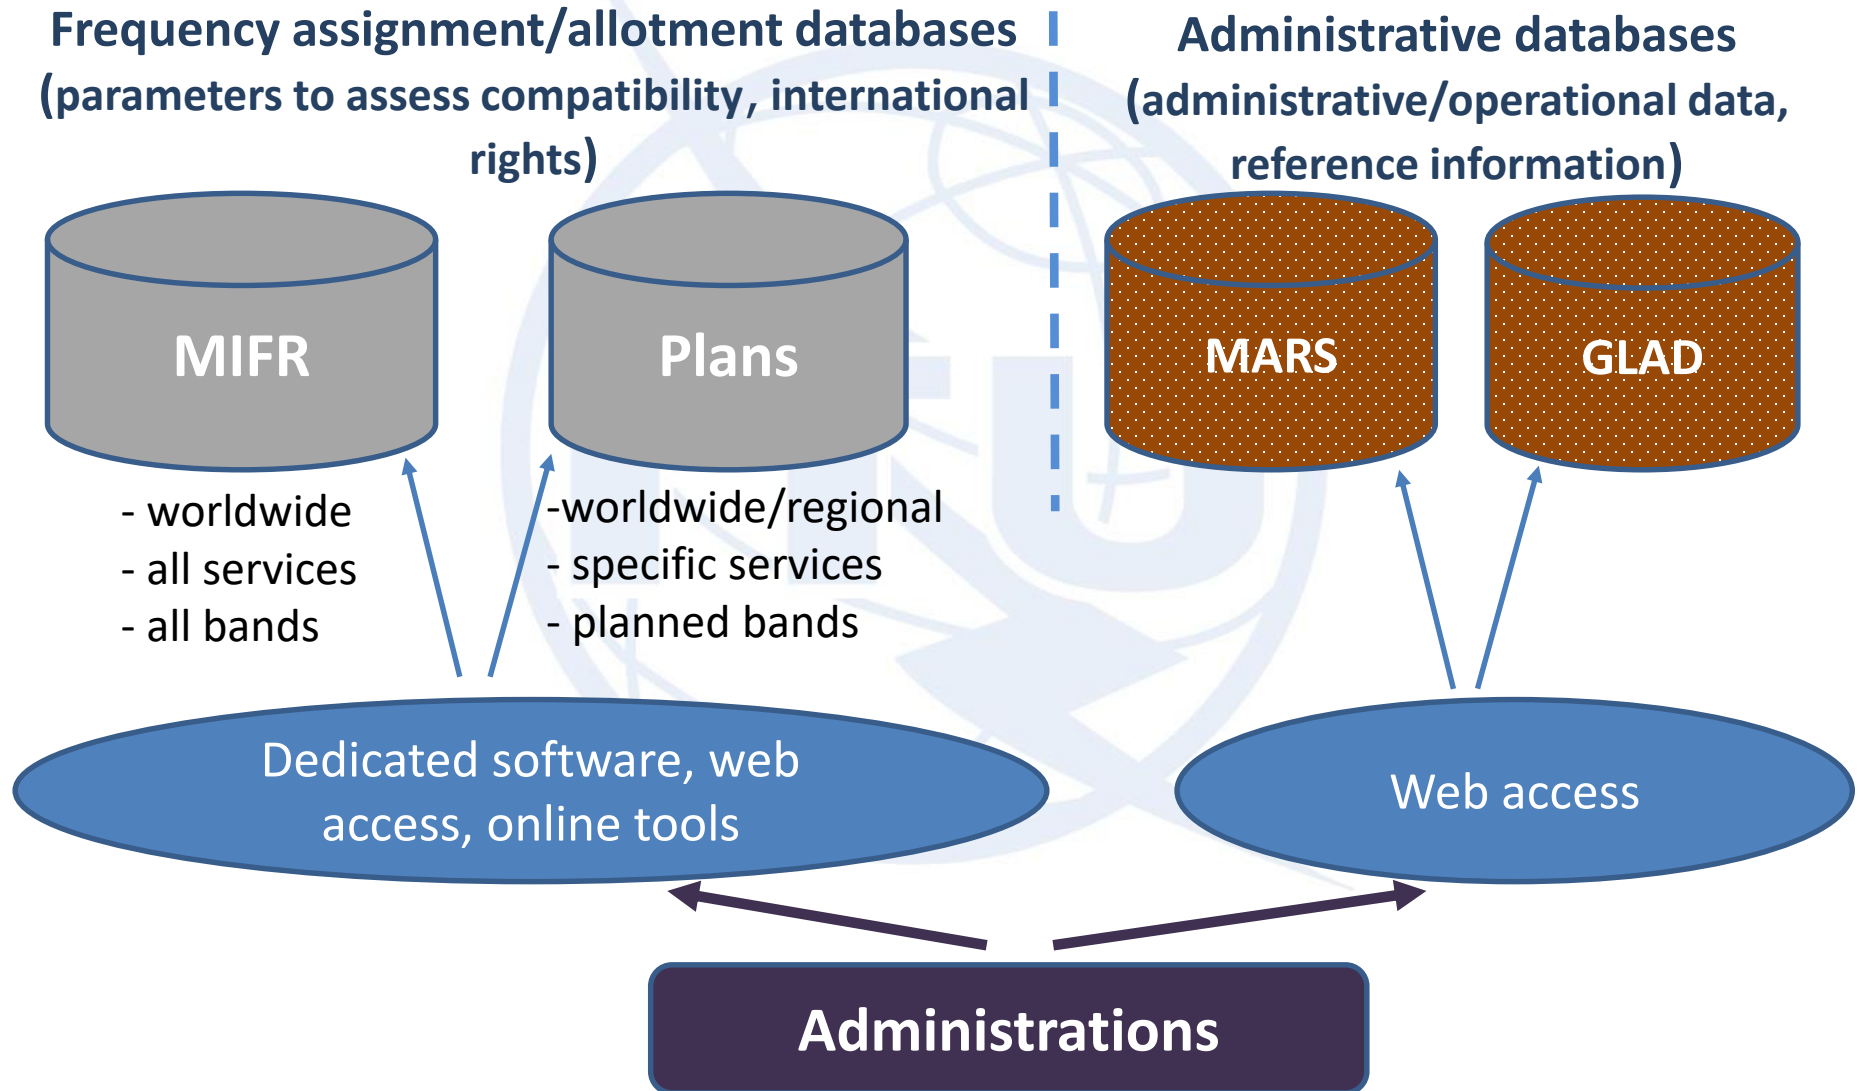 Frequency assignment/allotment databases
(parameters to assess compatibility, international
rights)
Administrative databases
(administrative/operational data,
reference information)
MIFR
Plans
MARS
GLAD
- worldwide
- all services
- all bands
-worldwide/regional
- specific services
- planned bands
Dedicated software, web
access, online tools
Web access
Administrations
ITU